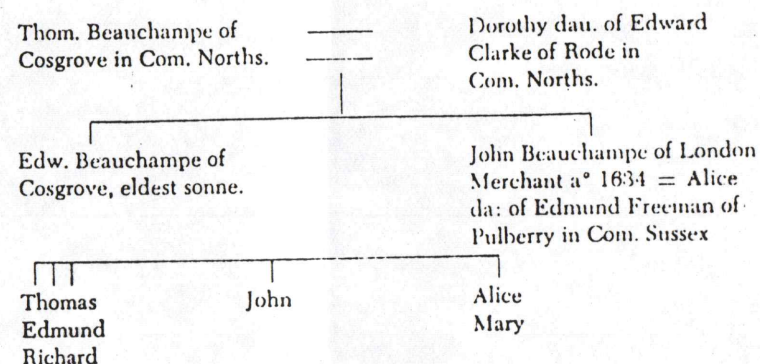 Thom. Beauchampe of
Cosgrove in Com. Norths.
Dorothy dau. of Edward
Clarke of Rode in
Com. Norths.
Edw. Beauchampe of
Cosgrove, eldest sonne.
John Beauchampe of London
Merchant a° 1634 = Alice
da: of Edmund Freeman of
Pulberry in Com. Sussex
Thomas
Edmund
Richard
John
Alice
Mary